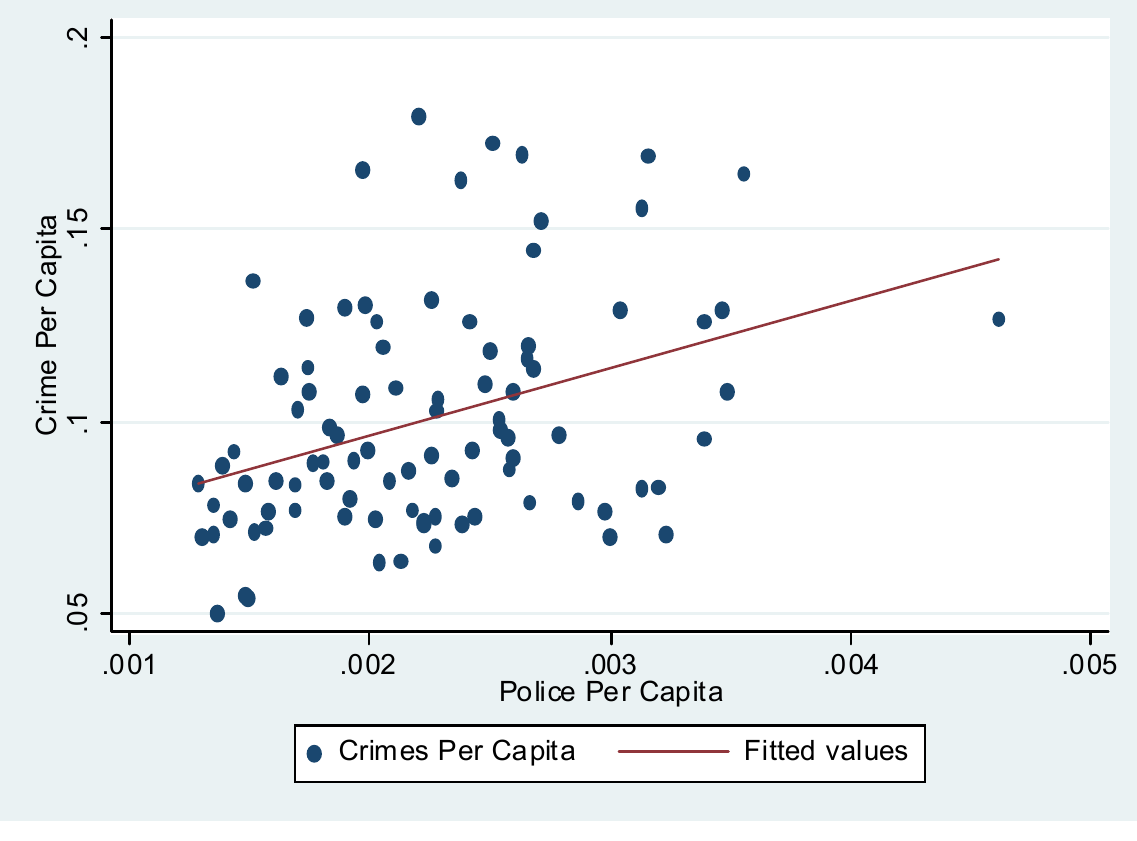 Crime Per Capita
.2
.15
.1
.05
.001 .002 .003 .004 .005
Police Per Capita
Crimes Per Capita Fitted values